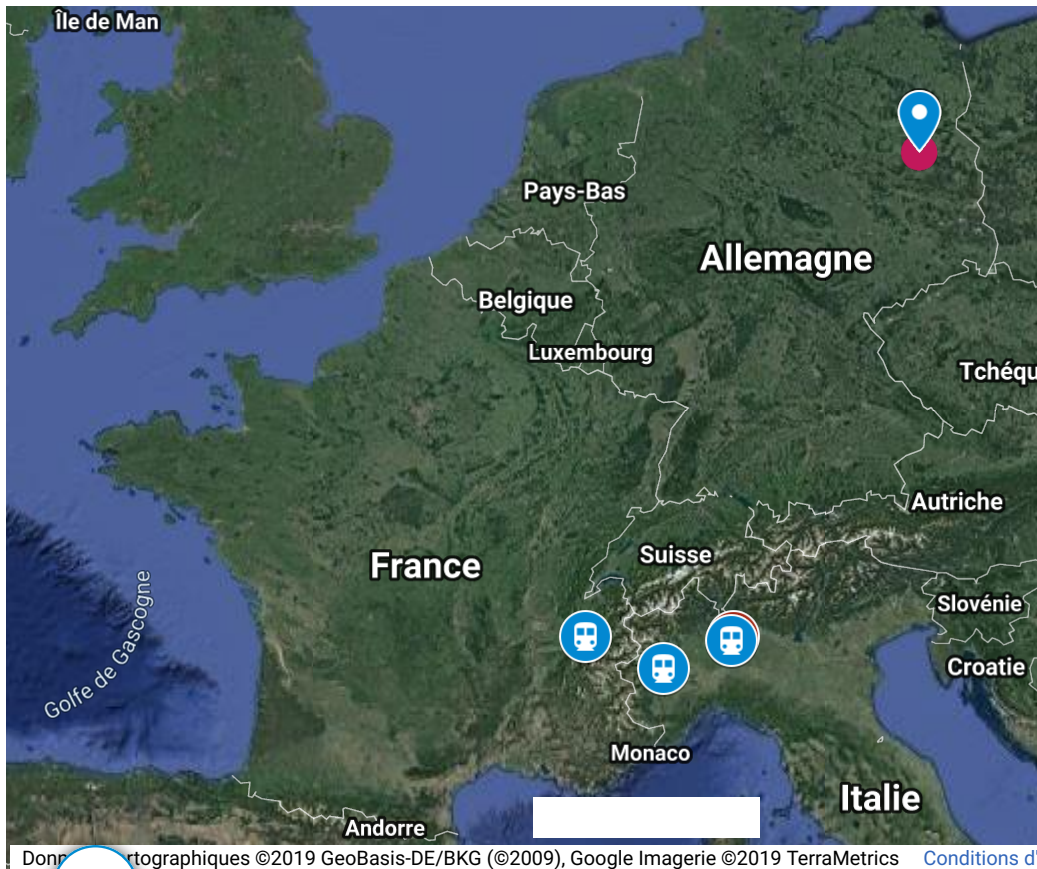 Île de Man
Pays-Bas
Allemagne
Belgique
Luxembourg
Tchéqu
Autriche
Suisse
France
Slovénie
Golfe de Gascogne
Croatie
Monaco
Italie
Andorre
Donn rtographiques ©2019 GeoBasis-DE/BKG (©2009), Google Imagerie ©2019 TerraMetrics Conditions d'